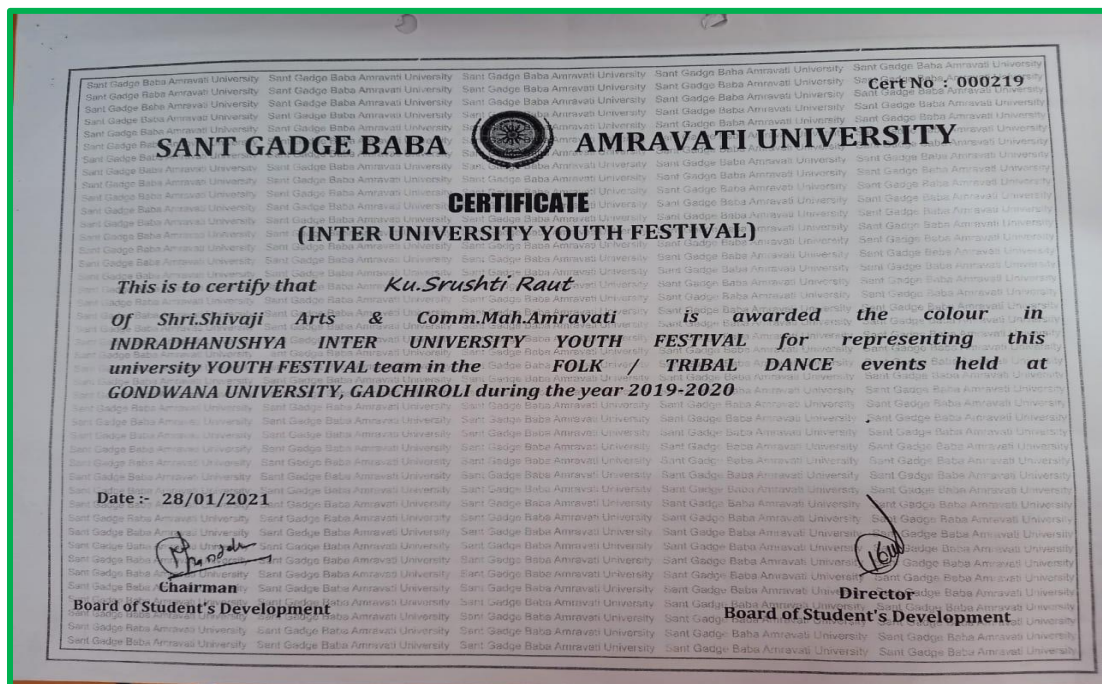 Cert No : 000219
SANT GADGE BABA AMRAVATI UNIVERSITY
CERTIFICATE
(INTER UNIVERSITY YOUTH FESTIVAL)
This is to certify that Ku.Srushti Raut
Of Shri.Shivaji Arts & Comm.Mah.Amravati is awarded the colour in
INDRADHANUSHYA INTER UNIVERSITY YOUTH FESTIVAL for representing this
university YOUTH FESTIVAL team in the FOLK / TRIBAL DANCE events held at
GONDWANA UNIVERSITY, GADCHIROLI during the year 2019-2020
Date :- 28/01/2021
Chairman
Board of Student's Development
Director
Board of Student's Development